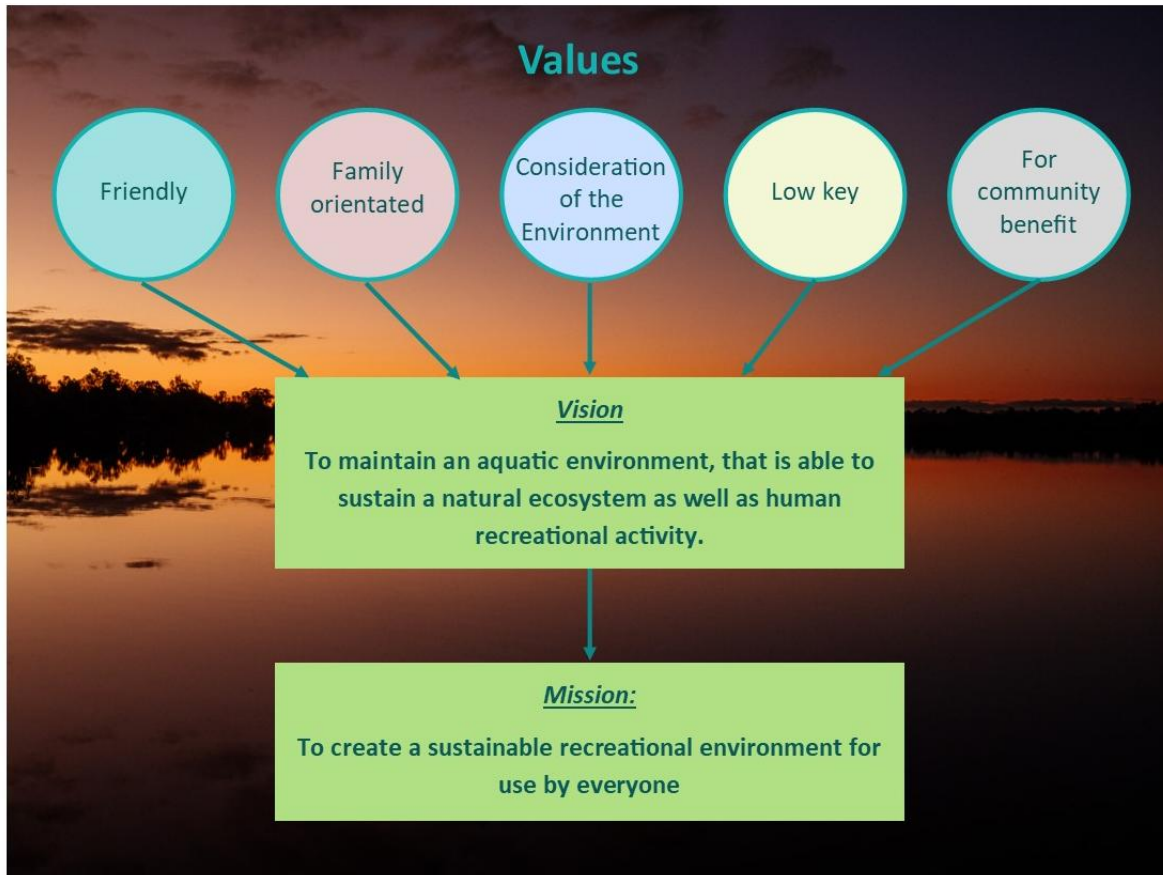 Values
Friendly
Family
orientated
Consideration
of the
Environment
Low key
For
community
benefit
Vision
To maintain an aquatic environment, that is able to
sustain a natural ecosystem as well as human
recreational activity.
Mission:
To create a sustainable recreational environment for
use by everyone